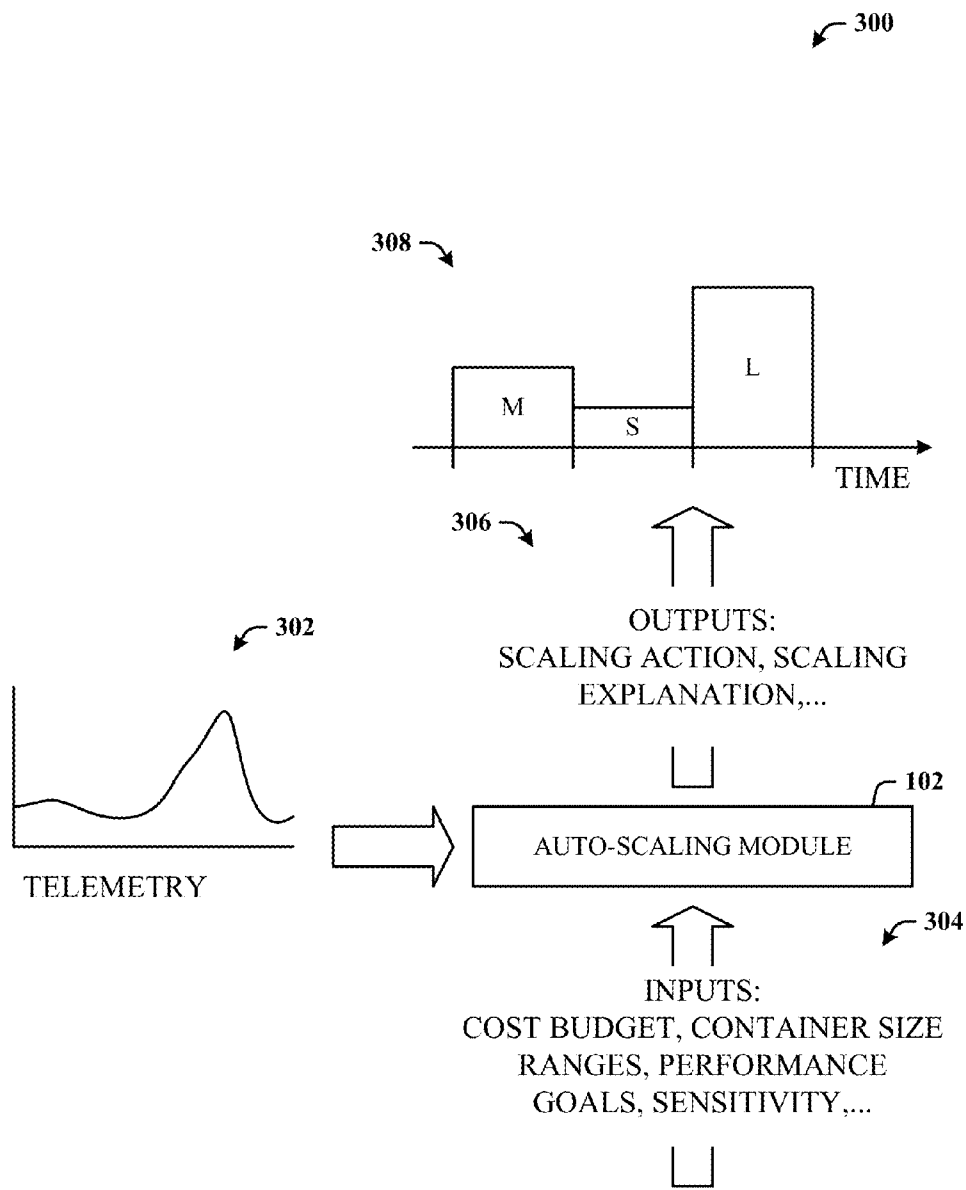 300
308
M
S
L
TIME
306
OUTPUTS:
SCALING ACTION, SCALING
EXPLANATION,...
302
TELEMETRY
102
AUTO-SCALING MODULE
304
INPUTS:
COST BUDGET, CONTAINER SIZE
RANGES, PERFORMANCE
GOALS, SENSITIVITY,...